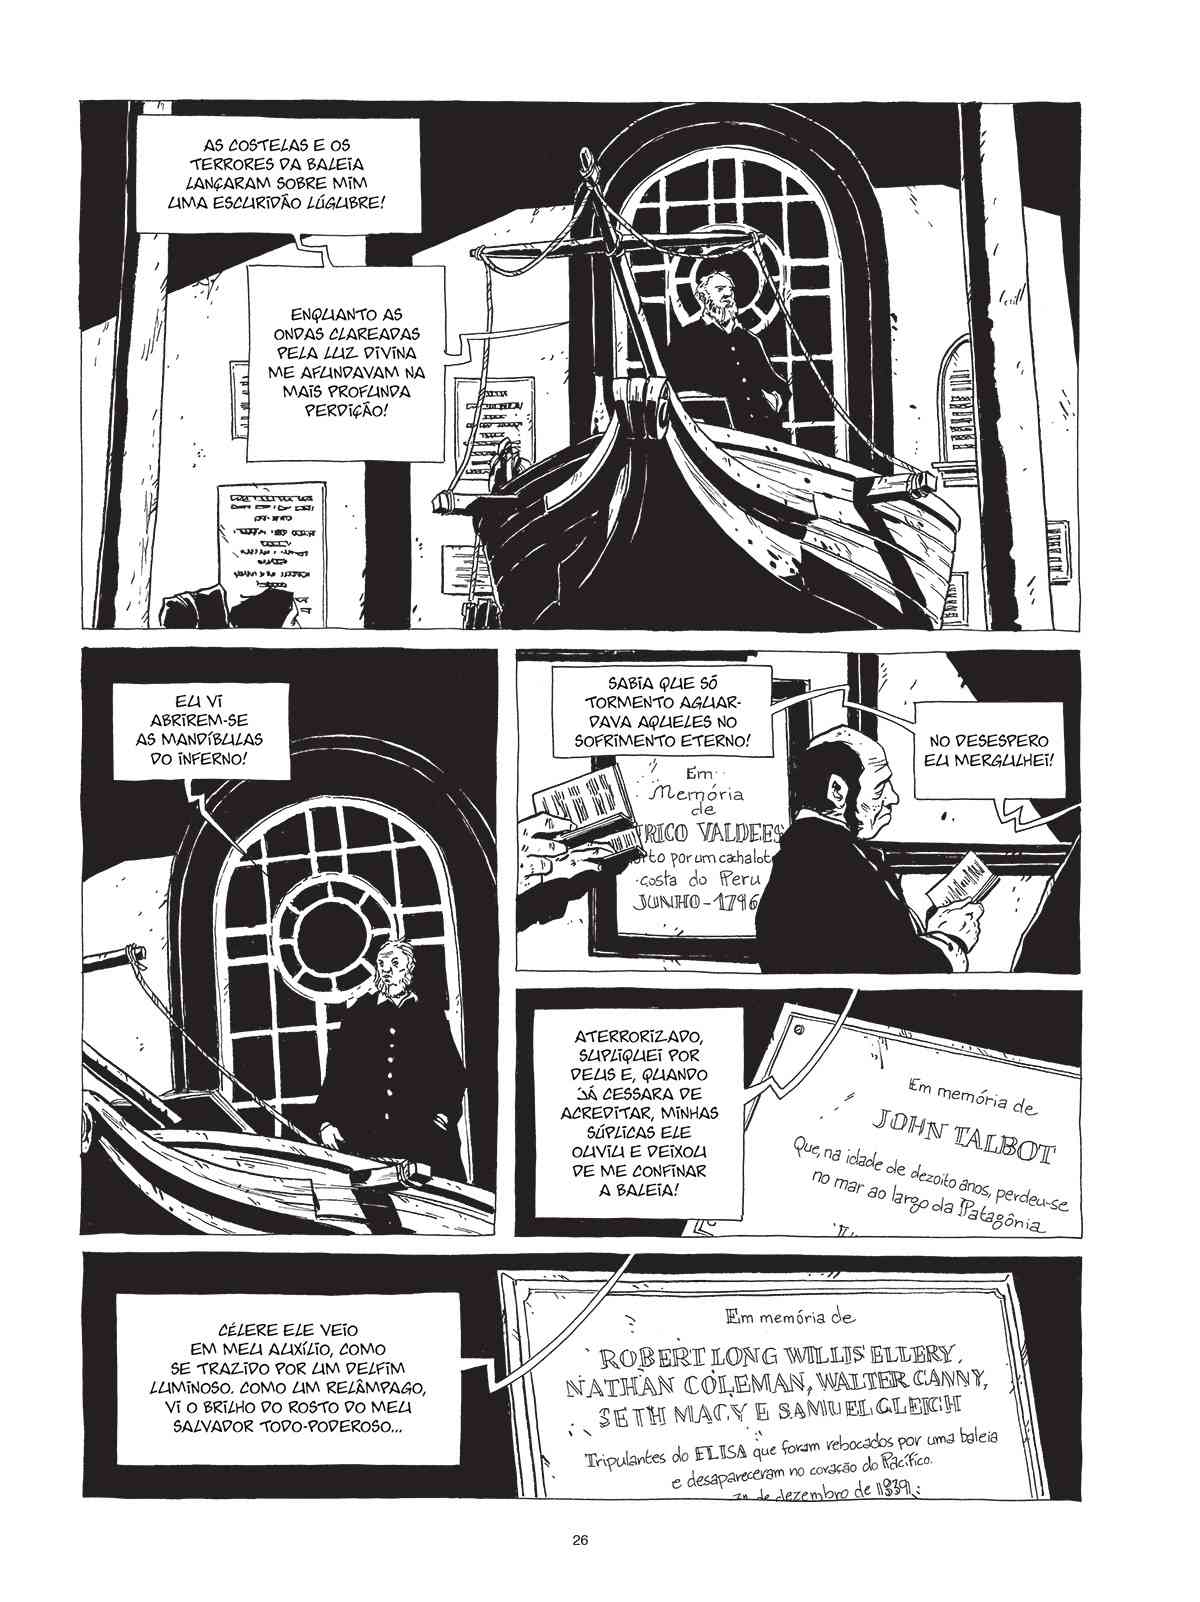 AS COSTELAS E OS
TERRORES DA BALEIA
LANÇARAM SOBRE MIM
UMA ESCURIDÃO LÚGUBRE!
ENQUANTO AS
ONDAS CLAREADAS
PELA LUZ DIVINA
ME AFUNDAVAM NA
MAIS PROFUNDA
PERDIÇÃO!
EU VI
ABRIREM-SE
AS MANDÍBULAS
DO INFERNO!
SABIA QUE SÓ
TORMENTO AGUAR-
DAVA AQUELES NO
SOFRIMENTO ETERNO!
NO DESESPERO
EU MERGULHEI!
Em
Memória
de
RICO VALDEES
orto por um cachalote
costa do Peru
JUNHO - 1796
ATERRORIZADO,
SUPLIQUEI POR
DEUS E, QUANDO
JÁ CESSARA DE
ACREDITAR, MINHAS
SÚPLICAS ELE
OUVIU E DEIXOU
DE ME CONFINAR
A BALEIA!
Em memória de
JOHN TALBOT
Que, na idade de dezoito anos, perdeu-se
no mar ao largo da Patagônia
CÉLERE ELE VEIO
EM MEU AUXÍLIO, COMO
SE TRAZIDO POR UM DELFIM
LUMINOSO. COMO UM RELÂMPAGO,
VI O BRILHO DO ROSTO DO MEU
SALVADOR TODO-PODEROSO...
Em memória de
ROBERT LONG WILLIS ELLERY,
NATHAN COLEMAN, WALTER CANNY,
SETH MACY E SAMUEL GLEICH
Tripulantes do ELISA que foram rebocados por uma baleia
e desapareceram no coração do Pacífico.
de dezembro de 1839
26